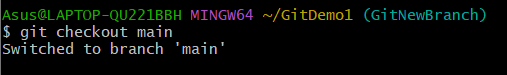 Asus@LAPTOP-QU221BBH MINGW64 ~/GitDemo1 (GitNewBranch)
$ git checkout main
Switched to branch 'main'